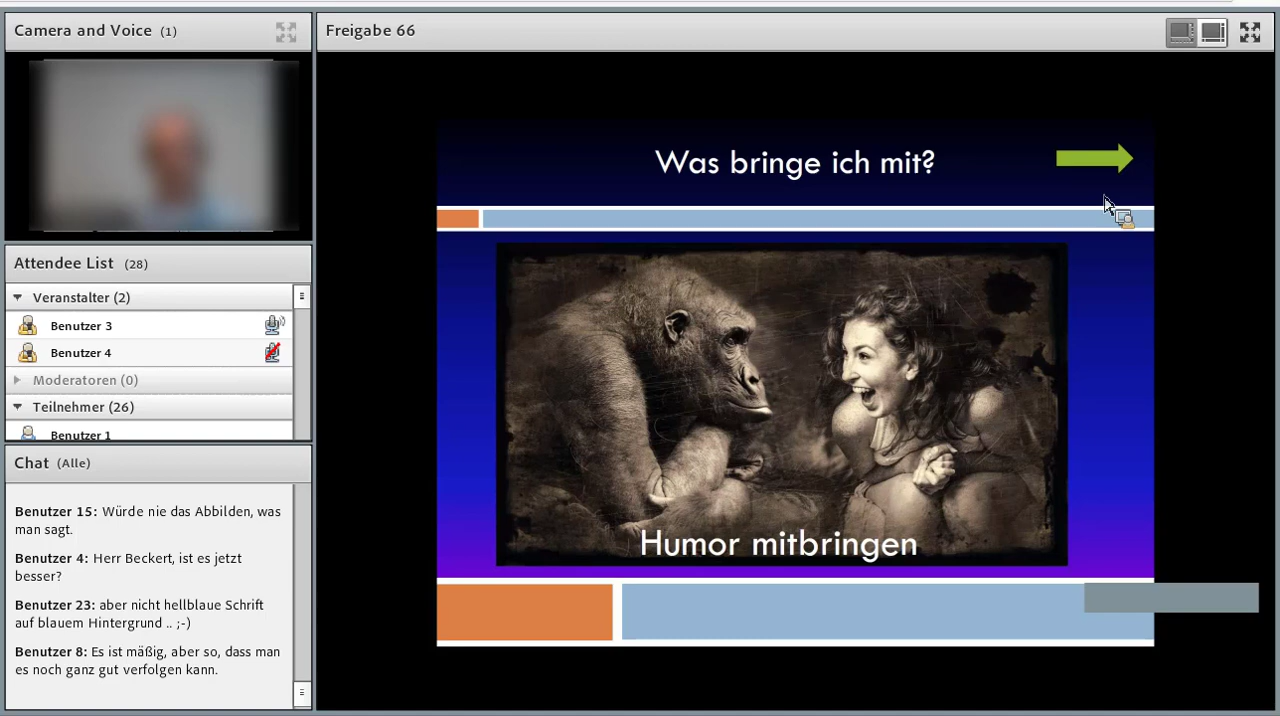 Camera and Voice (1)
Attendee List (28)
Veranstalter (2)
Benutzer 3
Benutzer 4
Moderatoren (0)
Teilnehmer (26)
Benutzer 1
Chat (Alle)
Benutzer 15: Würde nie das Abbilden, was
man sagt.
Benutzer 4: Herr Beckert, ist es jetzt
besser?
Benutzer 23: aber nicht hellblaue Schrift
auf blauem Hintergrund .. ;-)
Benutzer 8: Es ist mäßig, aber so, dass man
es noch ganz gut verfolgen kann.
Freigabe 66
Was bringe ich mit?
Humor mitbringen